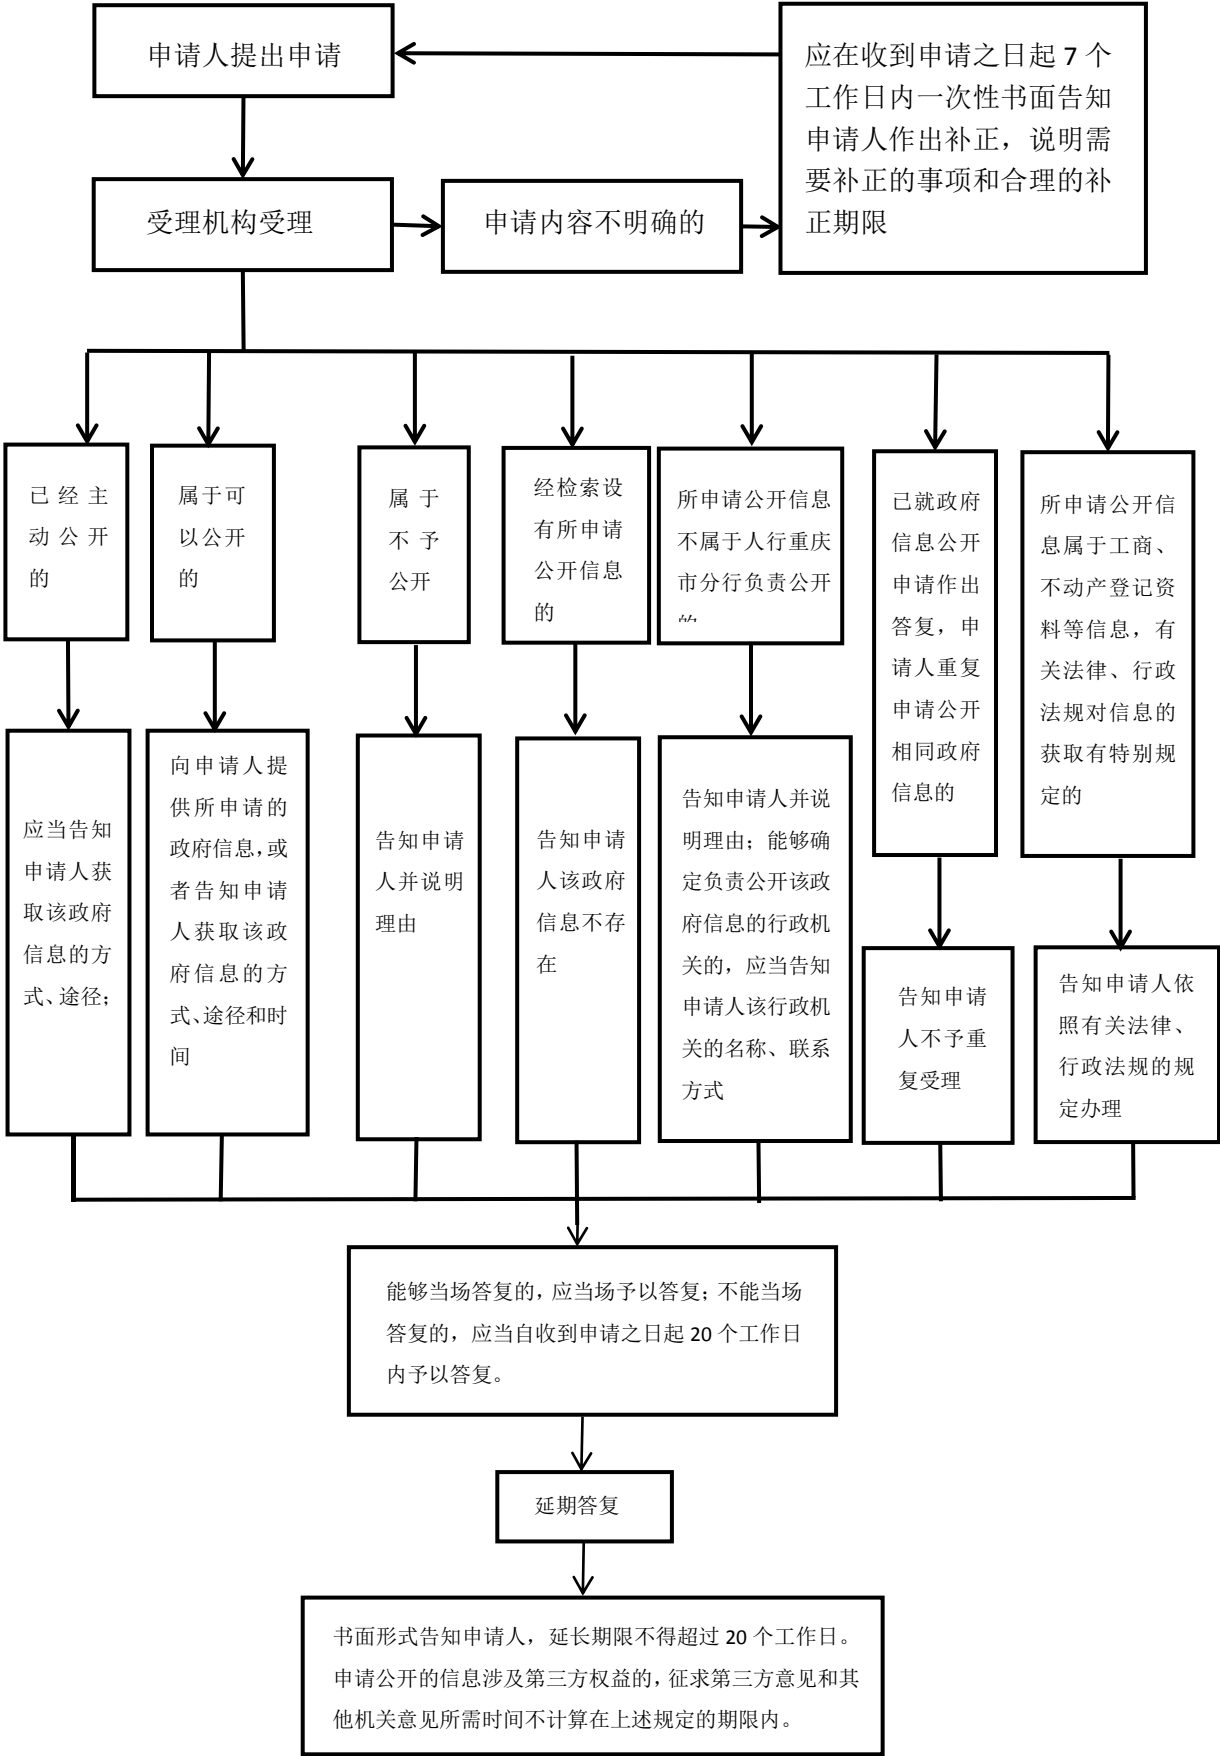 申请人提出申请
应在收到申请之日起 7 个
工作日内一次性书面告知
申请人作出补正，说明需
要补正的事项和合理的补
正期限
受理机构受理
申请内容不明确的
已经主
动公开
的
属于可
以公开
的
属于
不予
公开
经检索设
有所申请
公开信息
的
所申请公开信息
不属于人行重庆
市分行负责公开
的
已就政府
信息公开
申请作出
答复，申
请人重复
申请公开
相同政府
信息的
所申请公开信
息属于工商、
不动产登记资
料等信息，有
关法律、行政
法规对信息的
获取有特别规
定的
应当告知
申请人获
取该政府
信息的方
式、途径；
向申请人提
供所申请的
政府信息，或
者告知申请
人获取该政
府信息的方
式、途径和时
间
告知申请
人并说明
理由
告知申请
人该政府
信息不存
在
告知申请人并说
明理由；能够确
定负责公开该政
府信息的行政机
关的，应当告知
申请人该行政机
关的名称、联系
方式
告知申请
人不予重
复受理
告知申请人依
照有关法律、
行政法规的规
定办理
能够当场答复的，应当场予以答复；不能当场
答复的，应当自收到申请之日起 20 个工作日
内予以答复。
延期答复
书面形式告知申请人，延长期限不得超过 20 个工作日。
申请公开的信息涉及第三方权益的，征求第三方意见和其
他机关意见所需时间不计算在上述规定的期限内。